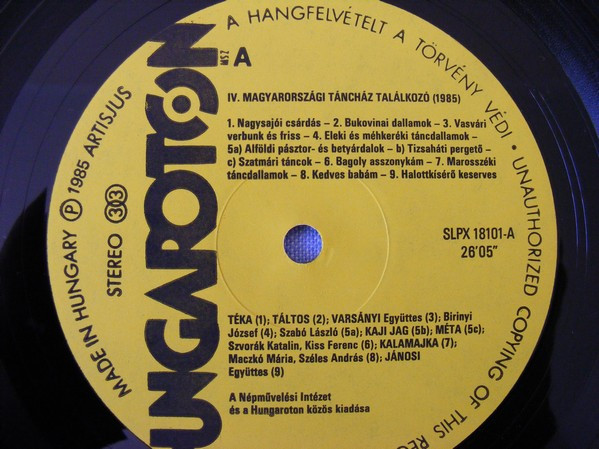 A HANGFELVÉTELT A TÖRVÉNY VÉDI • UNAUTHORIZED COPYING OF THIS REC
MADE IN HUNGARY Ⓟ 1985 ARTISJUS
STEREO 33
UNGAROTON
MSZ
A
IV. MAGYARORSZÁGI TÁNCHÁZ TALÁLKOZÓ (1985)
1. Nagysajói csárdás – 2. Bukovinai dallamok – 3. Vasvári
verbunk és friss – 4. Eleki és méhkeréki táncdallamok –
5a) Alföldi pásztor- és betyárdalok – b) Tizsaháti pergető –
c) Szatmári táncok – 6. Bagoly asszonykám – 7. Marosszéki
táncdallamok – 8. Kedves babám – 9. Halottkísérő keserves
SLPX 18101-A
26'05"
TÉKA (1); TÁLTOS (2); VARSÁNYI Együttes (3); Birinyi
József (4); Szabó László (5a); KAJI JAG (5b); MÉTA (5c);
Szvorák Katalin, Kiss Ferenc (6); KALAMAJKA (7);
Maczkó Mária, Széles András (8); JÁNOSI
Együttes (9)
A Népművelési Intézet
és a Hungaroton közös kiadása